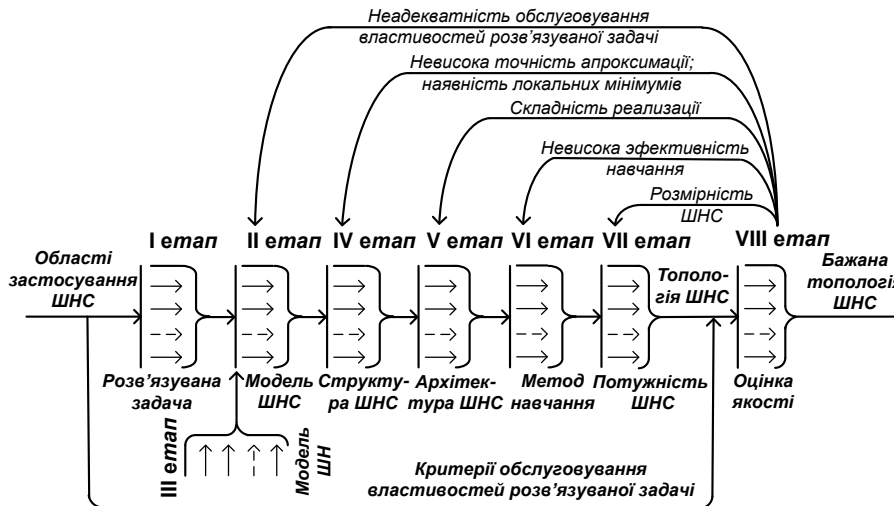 Неадекватність обслуговування
властивостей розв'язуваної задачі
Невисока точність апроксимації;
наявність локальних мінімумів
Складність реализації
Невисока эфективність
навчання
Розмірність
ШНС
I етап
II етап
IV етап
V етап
VI етап
VII етап
VIII етап
Області
застосування
ШНС
Тополо-
гія ШНС
Бажана
топологія
ШНС
Розв'язувана
задача
Модель
ШНС
Структу-
ра ШНС
Архітек-
тура ШНС
Метод
навчання
Потужність
ШНС
Оцінка
якості
III етап
Модель
ШН
Критерії обслуговування
властивостей розв'язуваної задачі